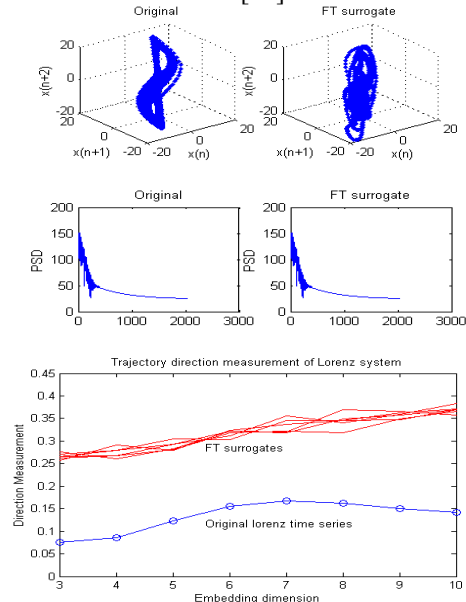 Original
FT surrogate
20
0
-20
20
0
-20
x(n+2)
x(n+1)
x(n)
20
20
0
-20
20
0
-20
x(n+2)
x(n+1)
x(n)
20
Original
FT surrogate
200
150
100
50
0
PSD
0 1000 2000 3000
200
150
100
50
0
PSD
0 1000 2000 3000
Trajectory direction measurement of Lorenz system
0.45
0.4
0.35
0.3
0.25
0.2
0.15
0.1
0.05
0
Direction Measurement
FT surrogates
Original lorenz time series
3 4 5 6 7 8 9 10
Embedding dimension